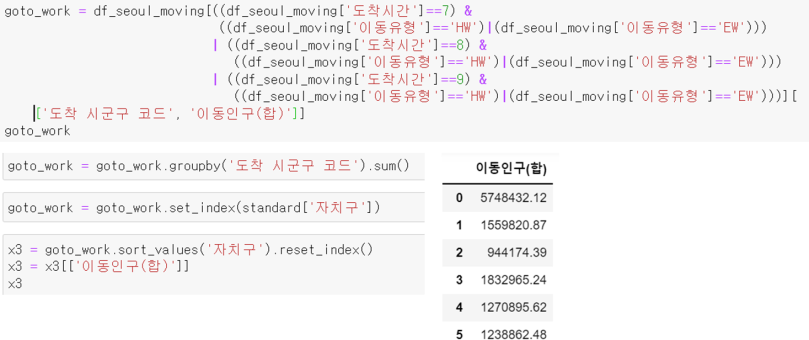 goto_work = df_seoul_moving[((df_seoul_moving['도착시간']==7) &
((df_seoul_moving['이동유형']=='HW')|(df_seoul_moving['이동유형']=='EW')))
| ((df_seoul_moving['도착시간']==8) &
((df_seoul_moving['이동유형']=='HW')|(df_seoul_moving['이동유형']=='EW')))
| ((df_seoul_moving['도착시간']==9) &
((df_seoul_moving['이동유형']=='HW')|(df_seoul_moving['이동유형']=='EW')))][
['도착 시군구 코드', '이동인구(합)']]
goto_work
goto_work = goto_work.groupby('도착 시군구 코드').sum()
goto_work = goto_work.set_index(standard['자치구'])
x3 = goto_work.sort_values('자치구').reset_index()
x3 = x3[['이동인구(합)']]
x3
이동인구(합)
0 5748432.12
1 1559820.87
2 944174.39
3 1832965.24
4 1270895.62
5 1238862.48